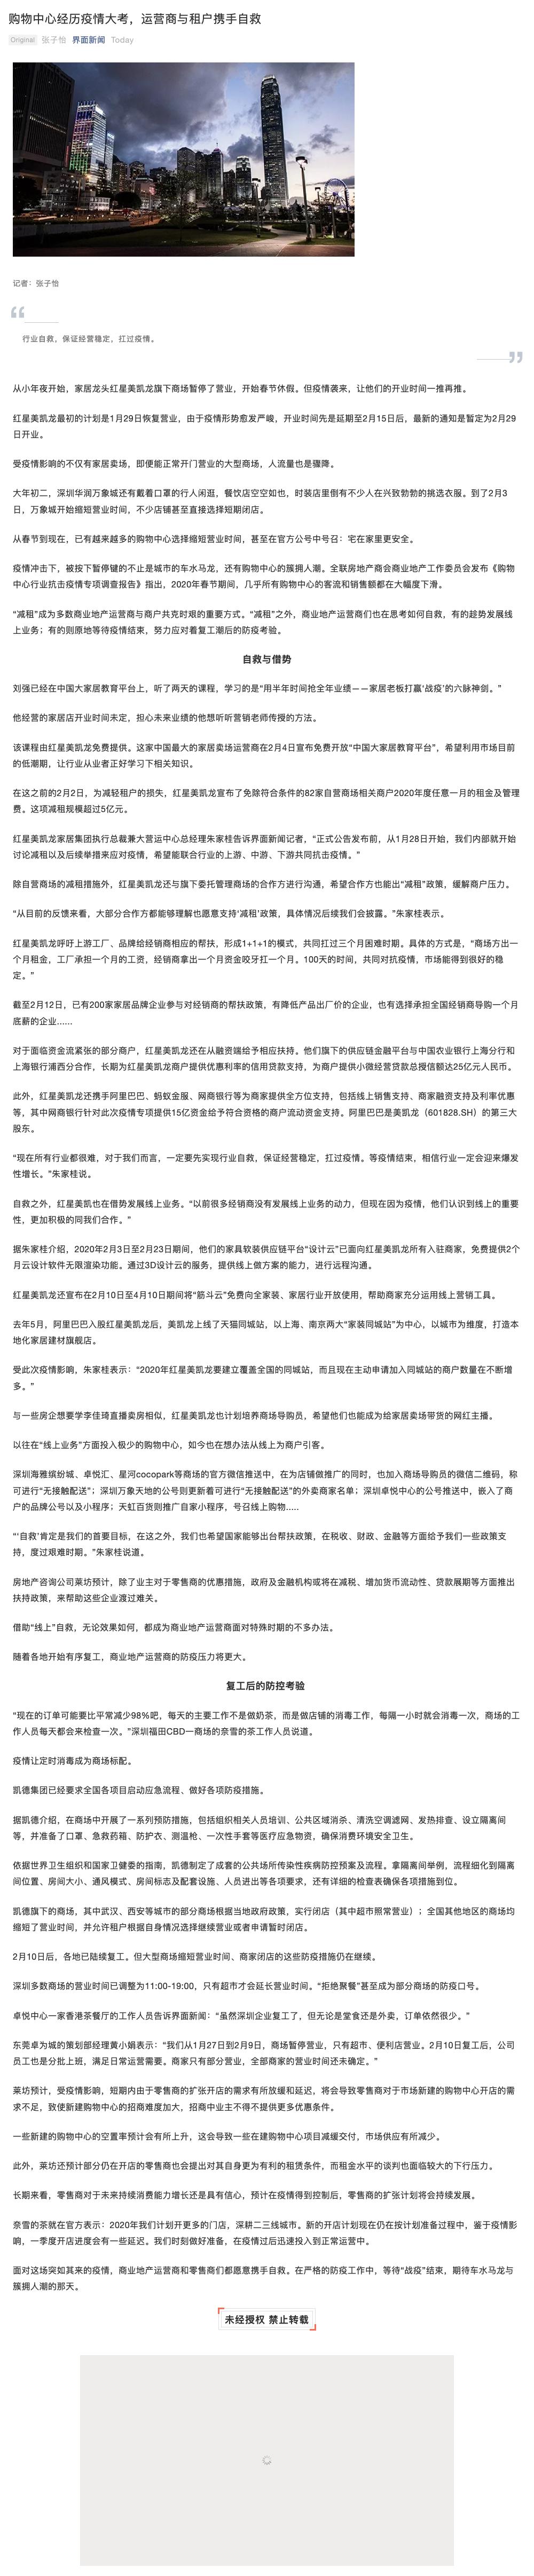 购物中心经历疫情大考，运营商与租户携手自救
Original 张子怡 界面新闻 Today
记者：张子怡
行业自救，保证经营稳定，扛过疫情。
从小年夜开始，家居龙头红星美凯龙旗下商场暂停了营业，开始春节休假。但疫情袭来，让他们的开业时间一推再推。
红星美凯龙最初的计划是1月29日恢复营业，由于疫情形势愈发严峻，开业时间先是延期至2月15日后，最新的通知是暂定为2月29
日开业。
受疫情影响的不仅有家居卖场，即便能正常开门营业的大型商场，人流量也是骤降。
大年初二，深圳华润万象城还有戴着口罩的行人闲逛，餐饮店空空如也，时装店里倒有不少人在兴致勃勃的挑选衣服。到了2月3
日，万象城开始缩短营业时间，不少店铺甚至直接选择短期闭店。
从春节到现在，已有越来越多的购物中心选择缩短营业时间，甚至在官方公号中号召：宅在家里更安全。
疫情冲击下，被按下暂停键的不止是城市的车水马龙，还有购物中心的簇拥人潮。全联房地产商会商业地产工作委员会发布《购物
中心行业抗击疫情专项调查报告》指出，2020年春节期间，几乎所有购物中心的客流和销售额都在大幅度下滑。
“减租”成为多数商业地产运营商与商户共克时艰的重要方式。“减租”之外，商业地产运营商们也在思考如何自救，有的趁势发展线
上业务；有的则原地等待疫情结束，努力应对着复工潮后的防疫考验。
自救与借势
刘强已经在中国大家居教育平台上，听了两天的课程，学习的是“用半年时间抢全年业绩——家居老板打赢‘战疫’的六脉神剑。”
他经营的家居店开业时间未定，担心未来业绩的他想听听营销老师传授的方法。
该课程由红星美凯龙免费提供。这家中国最大的家居卖场运营商在2月4日宣布免费开放“中国大家居教育平台”，希望利用市场目前
的低潮期，让行业从业者正好学习下相关知识。
在这之前的2月2日，为减轻租户的损失，红星美凯龙宣布了免除符合条件的82家自营商场相关商户2020年度任意一月的租金及管理
费。这项减租规模超过5亿元。
红星美凯龙家居集团执行总裁兼大营运中心总经理朱家桂告诉界面新闻记者，“正式公告发布前，从1月28日开始，我们内部就开始
讨论减租以及后续举措来应对疫情，希望能联合行业的上游、中游、下游共同抗击疫情。”
除自营商场的减租措施外，红星美凯龙还与旗下委托管理商场的合作方进行沟通，希望合作方也能出“减租”政策，缓解商户压力。
“从目前的反馈来看，大部分合作方都能够理解也愿意支持‘减租’政策，具体情况后续我们会披露。”朱家桂表示。
红星美凯龙呼吁上游工厂、品牌给经销商相应的帮扶，形成1+1+1的模式，共同扛过三个月困难时期。具体的方式是，“商场方出一
个月租金，工厂承担一个月的工资，经销商拿出一个月资金咬牙扛一个月。100天的时间，共同对抗疫情，市场能得到很好的稳
定。”
截至2月12日，已有200家家居品牌企业参与对经销商的帮扶政策，有降低产品出厂价的企业，也有选择承担全国经销商导购一个月
底薪的企业......
对于面临资金流紧张的部分商户，红星美凯龙还在从融资端给予相应扶持。他们旗下的供应链金融平台与中国农业银行上海分行和
上海银行浦西分合作，长期为红星美凯龙商户提供优惠利率的信用贷款支持，为商户提供小微经营贷款总授信额达25亿元人民币。
此外，红星美凯龙还携手阿里巴巴、蚂蚁金服、网商银行等为商家提供全方位支持，包括线上销售支持、商家融资支持及利率优惠
等，其中网商银行针对此次疫情专项提供15亿资金给予符合资格的商户流动资金支持。阿里巴巴是美凯龙（601828.SH）的第三大
股东。
“现在所有行业都很难，对于我们而言，一定要先实现行业自救，保证经营稳定，扛过疫情。等疫情结束，相信行业一定会迎来爆发
性增长。”朱家桂说。
自救之外，红星美凯也在借势发展线上业务。“以前很多经销商没有发展线上业务的动力，但现在因为疫情，他们认识到线上的重要
性，更加积极的同我们合作。”
据朱家桂介绍，2020年2月3日至2月23日期间，他们的家具软装供应链平台“设计云”已面向红星美凯龙所有入驻商家，免费提供2个
月云设计软件无限渲染功能。通过3D设计云的服务，提供线上做方案的能力，进行远程沟通。
红星美凯龙还宣布在2月10日至4月10日期间将“筋斗云”免费向全家装、家居行业开放使用，帮助商家充分运用线上营销工具。
去年5月，阿里巴巴入股红星美凯龙后，美凯龙上线了天猫同城站，以上海、南京两大“家装同城站”为中心，以城市为维度，打造本
地化家居建材旗舰店。
受此次疫情影响，朱家桂表示：“2020年红星美凯龙要建立覆盖全国的同城站，而且现在主动申请加入同城站的商户数量在不断增
多。”
与一些房企想要学李佳琦直播卖房相似，红星美凯龙也计划培养商场导购员，希望他们也能成为给家居卖场带货的网红主播。
以往在“线上业务”方面投入极少的购物中心，如今也在想办法从线上为商户引客。
深圳海雅缤纷城、卓悦汇、星河cocopark等商场的官方微信推送中，在为店铺做推广的同时，也加入商场导购员的微信二维码，称
可进行“无接触配送”；深圳万象天地的公号则更新着可进行“无接触配送”的外卖商家名单；深圳卓悦中心的公号推送中，嵌入了商
户的品牌公号以及小程序；天虹百货则推广自家小程序，号召线上购物.....
“‘自救’肯定是我们的首要目标，在这之外，我们也希望国家能够出台帮扶政策，在税收、财政、金融等方面给予我们一些政策支
持，度过艰难时期。”朱家桂说道。
房地产咨询公司莱坊预计，除了业主对于零售商的优惠措施，政府及金融机构或将在减税、增加货币流动性、贷款展期等方面推出
扶持政策，来帮助这些企业渡过难关。
借助“线上”自救，无论效果如何，都成为商业地产运营商面对特殊时期的不多办法。
随着各地开始有序复工，商业地产运营商的防疫压力将更大。
复工后的防控考验
“现在的订单可能要比平常减少98%吧，每天的主要工作不是做奶茶，而是做店铺的消毒工作，每隔一小时就会消毒一次，商场的工
作人员每天都会来检查一次。”深圳福田CBD一商场的奈雪的茶工作人员说道。
疫情让定时消毒成为商场标配。
凯德集团已经要求全国各项目启动应急流程、做好各项防疫措施。
据凯德介绍，在商场中开展了一系列预防措施，包括组织相关人员培训、公共区域消杀、清洗空调滤网、发热排查、设立隔离间
等，并准备了口罩、急救药箱、防护衣、测温枪、一次性手套等医疗应急物资，确保消费环境安全卫生。
依据世界卫生组织和国家卫健委的指南，凯德制定了成套的公共场所传染性疾病防控预案及流程。拿隔离间举例，流程细化到隔离
间位置、房间大小、通风模式、房间标志及配套设施、人员进出等各项要求，还有详细的检查表确保各项措施到位。
凯德旗下的商场，其中武汉、西安等城市的部分商场根据当地政府政策，实行闭店（其中超市照常营业）；全国其他地区的商场均
缩短了营业时间，并允许租户根据自身情况选择继续营业或者申请暂时闭店。
2月10日后，各地已陆续复工。但大型商场缩短营业时间、商家闭店的这些防疫措施仍在继续。
深圳多数商场的营业时间已调整为11:00-19:00，只有超市才会延长营业时间。“拒绝聚餐”甚至成为部分商场的防疫口号。
卓悦中心一家香港茶餐厅的工作人员告诉界面新闻：“虽然深圳企业复工了，但无论是堂食还是外卖，订单依然很少。”
东莞卓为城的策划部经理黄小娟表示：“我们从1月27日到2月9日，商场暂停营业，只有超市、便利店营业。2月10日复工后，公司
员工也是分批上班，满足日常运营需要。商家只有部分营业，全部商家的营业时间还未确定。”
莱坊预计，受疫情影响，短期内由于零售商的扩张开店的需求有所放缓和延迟，将会导致零售商对于市场新建的购物中心开店的需
求不足，致使新建购物中心的招商难度加大，招商中业主不得不提供更多优惠条件。
一些新建的购物中心的空置率预计会有所上升，这会导致一些在建购物中心项目减缓交付，市场供应有所减少。
此外，莱坊还预计部分仍在开店的零售商也会提出对其自身更为有利的租赁条件，而租金水平的谈判也面临较大的下行压力。
长期来看，零售商对于未来持续消费能力增长还是具有信心，预计在疫情得到控制后，零售商的扩张计划将会持续发展。
奈雪的茶就在官方表示：2020年我们计划开更多的门店，深耕二三线城市。新的开店计划现在仍在按计划准备过程中，鉴于疫情影
响，一季度开店进度会有一些延迟。我们时刻做好准备，在疫情过后迅速投入到正常运营中。
面对这场突如其来的疫情，商业地产运营商和零售商们都愿意携手自救。在严格的防疫工作中，等待“战疫”结束，期待车水马龙与
簇拥人潮的那天。
未经授权 禁止转载